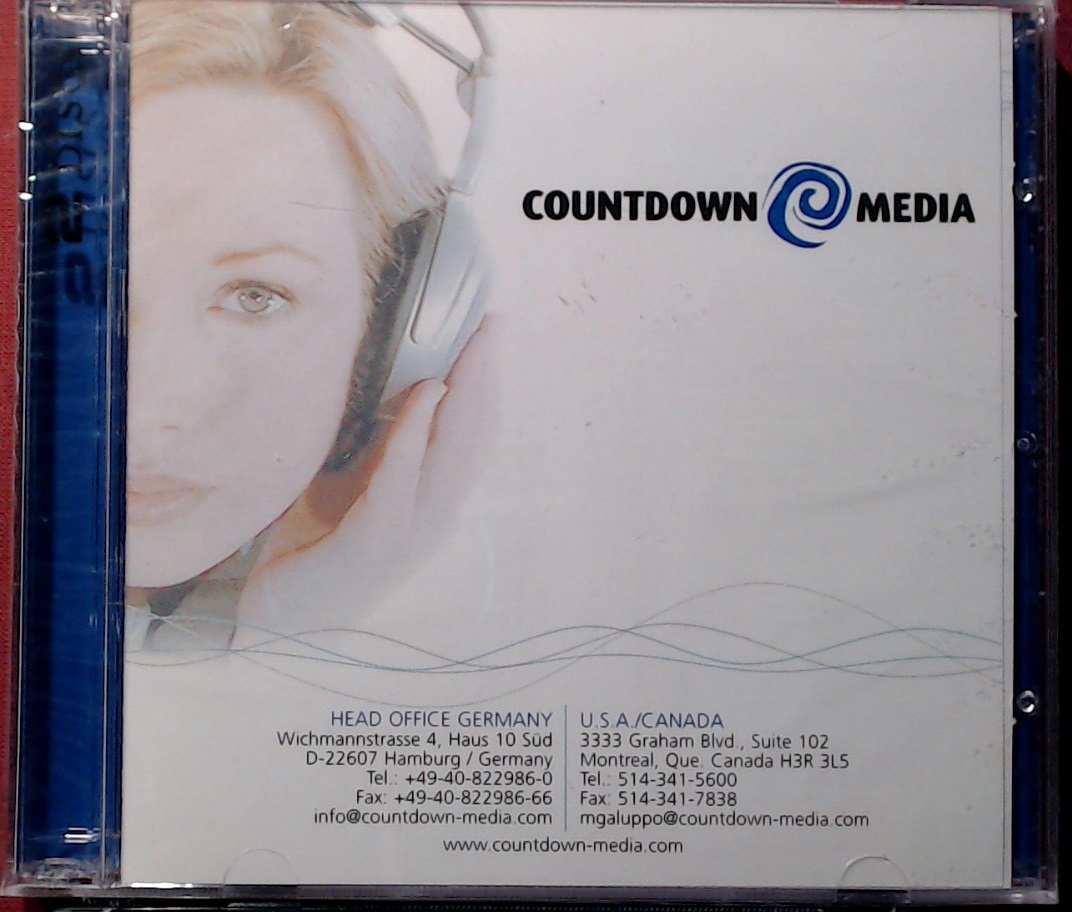 2 DISC
COUNTDOWN MEDIA
HEAD OFFICE GERMANY
Wichmannstrasse 4, Haus 10 Süd
D-22607 Hamburg / Germany
Tel.: +49-40-822986-0
Fax: +49-40-822986-66
info@countdown-media.com
U.S.A./CANADA
3333 Graham Blvd., Suite 102
Montreal, Que. Canada H3R 3L5
Tel.: 514-341-5600
Fax: 514-341-7838
mgaluppo@countdown-media.com
www.countdown-media.com